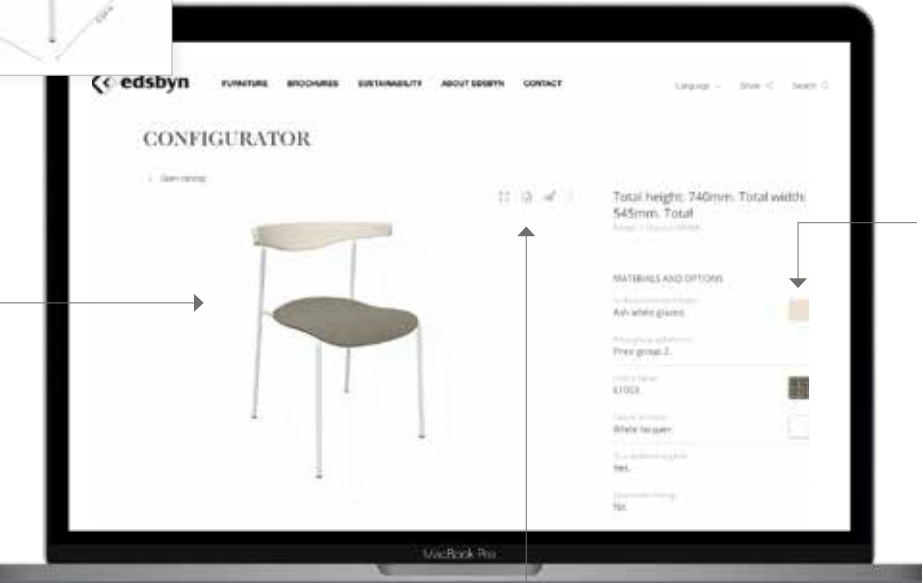 edsbyn
FURNITURE BROCHURES SUSTAINABILITY ABOUT EDSBYN CONTACT
Language Share Search
CONFIGURATOR
Total height: 740mm. Total width:
545mm. Total
MATERIALS AND OPTIONS
Ash white glazed.
Price group 2.
61003.
White lacquer.
Yes.
No.
MacBook Pro